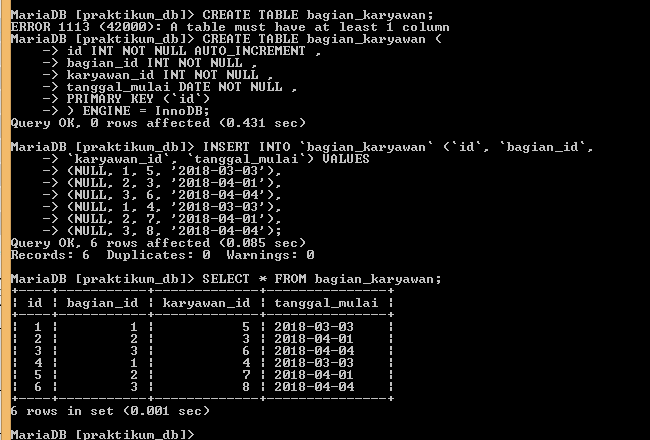 MariaDB [praktikum_db]> CREATE TABLE bagian_karyawan;
ERROR 1113 (42000): A table must have at least 1 column
MariaDB [praktikum_db]> CREATE TABLE bagian_karyawan (
    -> id INT NOT NULL AUTO_INCREMENT ,
    -> bagian_id INT NOT NULL ,
    -> karyawan_id INT NOT NULL ,
    -> tanggal_mulai DATE NOT NULL ,
    -> PRIMARY KEY (`id`)
    -> ) ENGINE = InnoDB;
Query OK, 0 rows affected (0.431 sec)

MariaDB [praktikum_db]> INSERT INTO `bagian_karyawan` (`id`, `bagian_id`,
    -> `karyawan_id`, `tanggal_mulai`) VALUES
    -> (NULL, 1, 5, '2018-03-03'),
    -> (NULL, 2, 3, '2018-04-01'),
    -> (NULL, 3, 6, '2018-04-04'),
    -> (NULL, 1, 4, '2018-03-03'),
    -> (NULL, 2, 7, '2018-04-01'),
    -> (NULL, 3, 8, '2018-04-04');
Query OK, 6 rows affected (0.085 sec)
Records: 6  Duplicates: 0  Warnings: 0

MariaDB [praktikum_db]> SELECT * FROM bagian_karyawan;
+----+-----------+-------------+---------------+
| id | bagian_id | karyawan_id | tanggal_mulai |
+----+-----------+-------------+---------------+
|  1 |         1 |           5 | 2018-03-03    |
|  2 |         2 |           3 | 2018-04-01    |
|  3 |         3 |           6 | 2018-04-04    |
|  4 |         1 |           4 | 2018-03-03    |
|  5 |         2 |           7 | 2018-04-01    |
|  6 |         3 |           8 | 2018-04-04    |
+----+-----------+-------------+---------------+
6 rows in set (0.001 sec)

MariaDB [praktikum_db]>